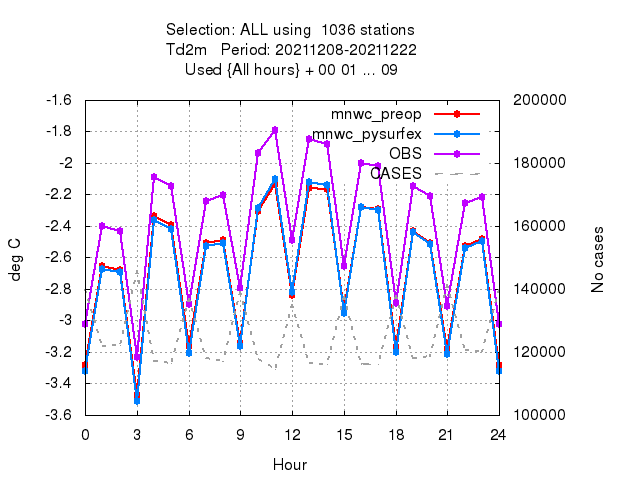 Selection: ALL using  1036 stations
Td2m   Period: 20211208-20211222
Used {All hours} + 00 01 ... 09
-1.6
-1.8
-2
-2.2
-2.4
-2.6
-2.8
-3
-3.2
-3.4
-3.6
deg C
mnwc_preop
mnwc_pysurfex
OBS
CASES
200000
180000
160000
140000
120000
100000
No cases
0 3 6 9 12 15 18 21 24
Hour